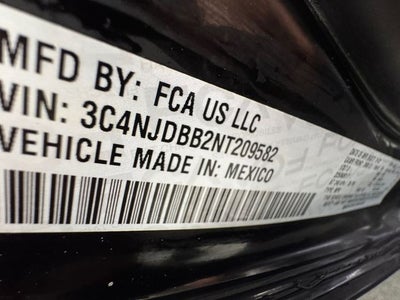 MFD BY: FCA US LLC
VIN: 3C4NJDBB2NT209582
VEHICLE MADE IN: MEXICO